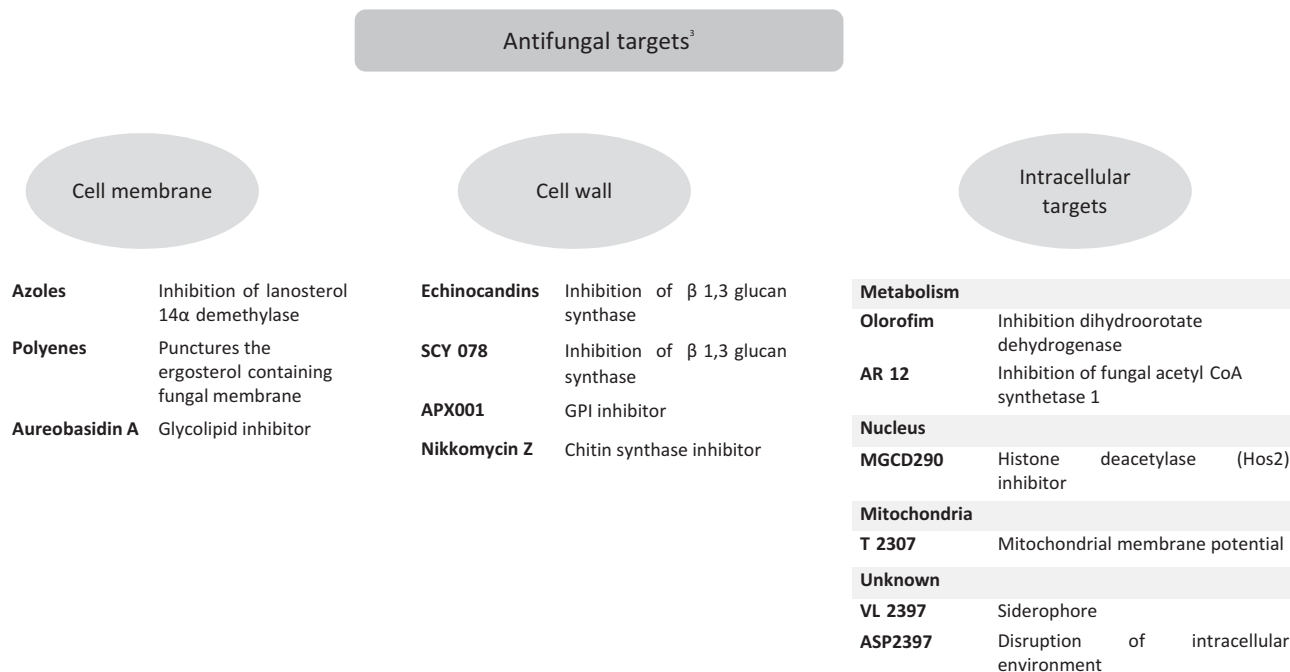 Antifungal targets³
Cell membrane
Azoles Inhibition of lanosterol
14α demethylase
Polyenes Punctures the
ergosterol containing
fungal membrane
Aureobasidin A Glycolipid inhibitor
Cell wall
Echinocandins Inhibition of β 1,3 glucan
synthase
SCY 078 Inhibition of β 1,3 glucan
synthase
APX001 GPI inhibitor
Nikkomycin Z Chitin synthase inhibitor
Intracellular
targets
Metabolism
Olorofim Inhibition dihydroorotate
dehydrogenase
AR 12 Inhibition of fungal acetyl CoA
synthetase 1
Nucleus
MGCD290 Histone deacetylase (Hos2)
inhibitor
Mitochondria
T 2307 Mitochondrial membrane potential
Unknown
VL 2397 Siderophore
ASP2397 Disruption of intracellular
environment